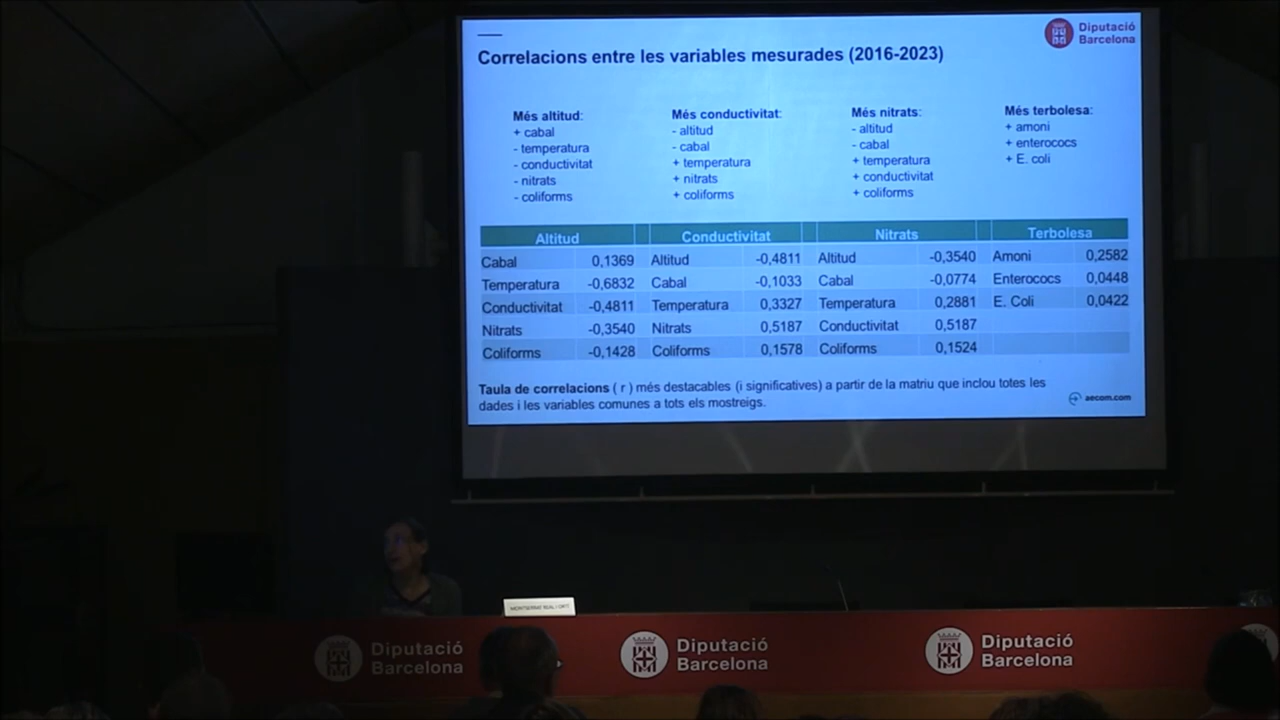 Diputació
Barcelona
Correlacions entre les variables mesurades (2016-2023)
Més altitud:
+ cabal
- temperatura
- conductivitat
- nitrats
- coliforms
Més conductivitat:
- altitud
- cabal
+ temperatura
+ nitrats
+ coliforms
Més nitrats:
- altitud
- cabal
+ temperatura
+ conductivitat
+ coliforms
Més terbolesa:
+ amoni
+ enterococs
+ E. coli
Altitud Conductivitat Nitrats Terbolesa
Cabal 0,1369 Altitud -0,4811 Altitud -0,3540 Amoni 0,2582
Temperatura -0,6832 Cabal -0,1033 Cabal -0,0774 Enterococs 0,0448
Conductivitat -0,4811 Temperatura 0,3327 Temperatura 0,2881 E. Coli 0,0422
Nitrats -0,3540 Nitrats 0,5187 Conductivitat 0,5187
Coliforms -0,1428 Coliforms 0,1578 Coliforms 0,1524
Taula de correlacions ( r ) més destacables (i significatives) a partir de la matriu que inclou totes les
dades i les variables comunes a tots els mostreigs.
aecom.com
MONTSERRAT REAL I
Diputació
Barcelona
Diputació
Barcelona
Diputació
Barcelona